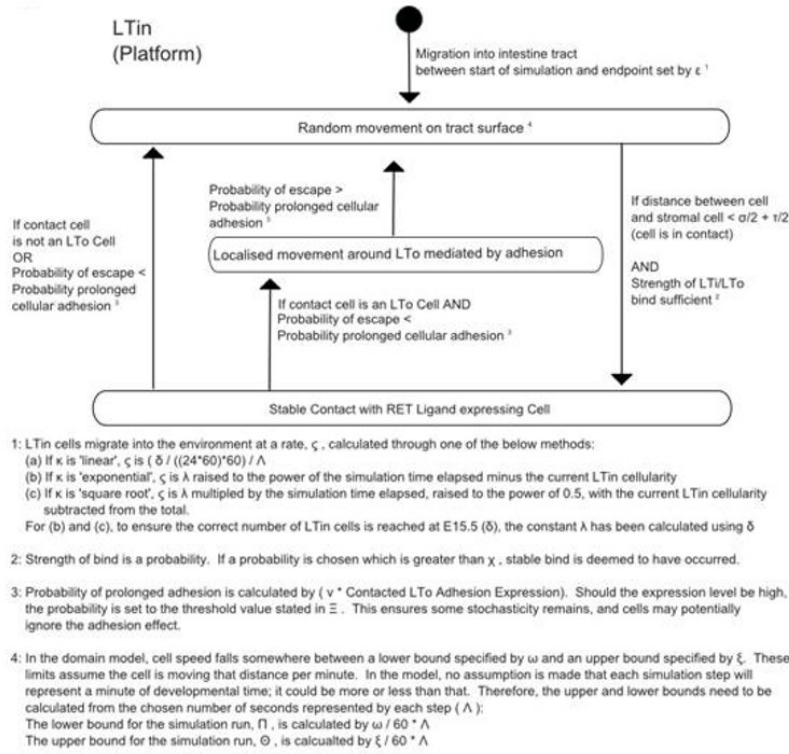 LTin
(Platform)
Migration into intestine tract
between start of simulation and endpoint set by ε ¹
Random movement on tract surface ⁴
Probability of escape >
Probability prolonged cellular
adhesion ³
If distance between cell
and stromal cell < σ/2 + τ/2
(cell is in contact)
AND
Strength of LTi/LTo
bind sufficient ²
If contact cell
is not an LTo Cell
OR
Probability of escape <
Probability prolonged
cellular adhesion ³
Localised movement around LTo mediated by adhesion
If contact cell is an LTo Cell AND
Probability of escape <
Probability prolonged cellular adhesion ³
Stable Contact with RET Ligand expressing Cell
1: LTin cells migrate into the environment at a rate, ς , calculated through one of the below methods:
(a) If κ is 'linear', ς is ( δ / ((24*60)*60) / Λ
(b) If κ is 'exponential', ς is λ raised to the power of the simulation time elapsed minus the current LTin cellularity
(c) If κ is 'square root', ς is λ multipled by the simulation time elapsed, raised to the power of 0.5, with the current LTin cellularity
subtracted from the total.
For (b) and (c), to ensure the correct number of LTin cells is reached at E15.5 (δ), the constant λ has been calculated using δ
2: Strength of bind is a probability. If a probability is chosen which is greater than χ , stable bind is deemed to have occurred.
3: Probability of prolonged adhesion is calculated by ( ν * Contacted LTo Adhesion Expression). Should the expression level be high,
the probability is set to the threshold value stated in Ξ . This ensures some stochasticity remains, and cells may potentially
ignore the adhesion effect.
4: In the domain model, cell speed falls somewhere between a lower bound specified by ω and an upper bound specified by ξ. These
limits assume the cell is moving that distance per minute. In the model, no assumption is made that each simulation step will
represent a minute of developmental time; it could be more or less than that. Therefore, the upper and lower bounds need to be
calculated from the chosen number of seconds represented by each step ( Λ ):
The lower bound for the simulation run, Π , is calculated by ω / 60 * Λ
The upper bound for the simulation run, Θ , is calcualted by ξ / 60 * Λ